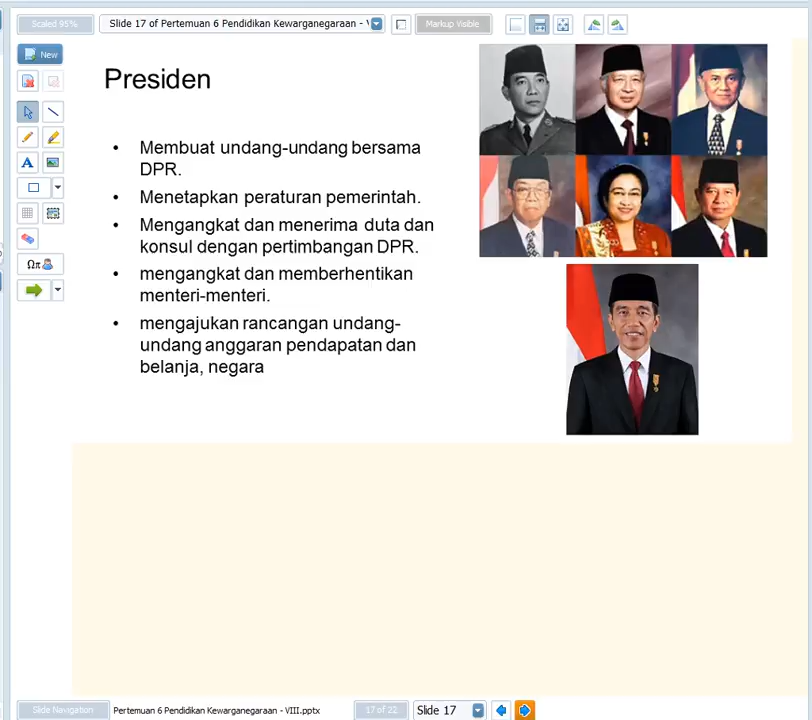 Scaled 95%
Slide 17 of Pertemuan 6 Pendidikan Kewarganegaraan - V
Markup Visible
New
Presiden
• Membuat undang-undang bersama
DPR.
• Menetapkan peraturan pemerintah.
• Mengangkat dan menerima duta dan
konsul dengan pertimbangan DPR.
• mengangkat dan memberhentikan
menteri-menteri.
• mengajukan rancangan undang-
undang anggaran pendapatan dan
belanja, negara
A
Ωπ
Slide Navigation
Pertemuan 6 Pendidikan Kewarganegaraan - VIII.pptx
17 of 22
Slide 17